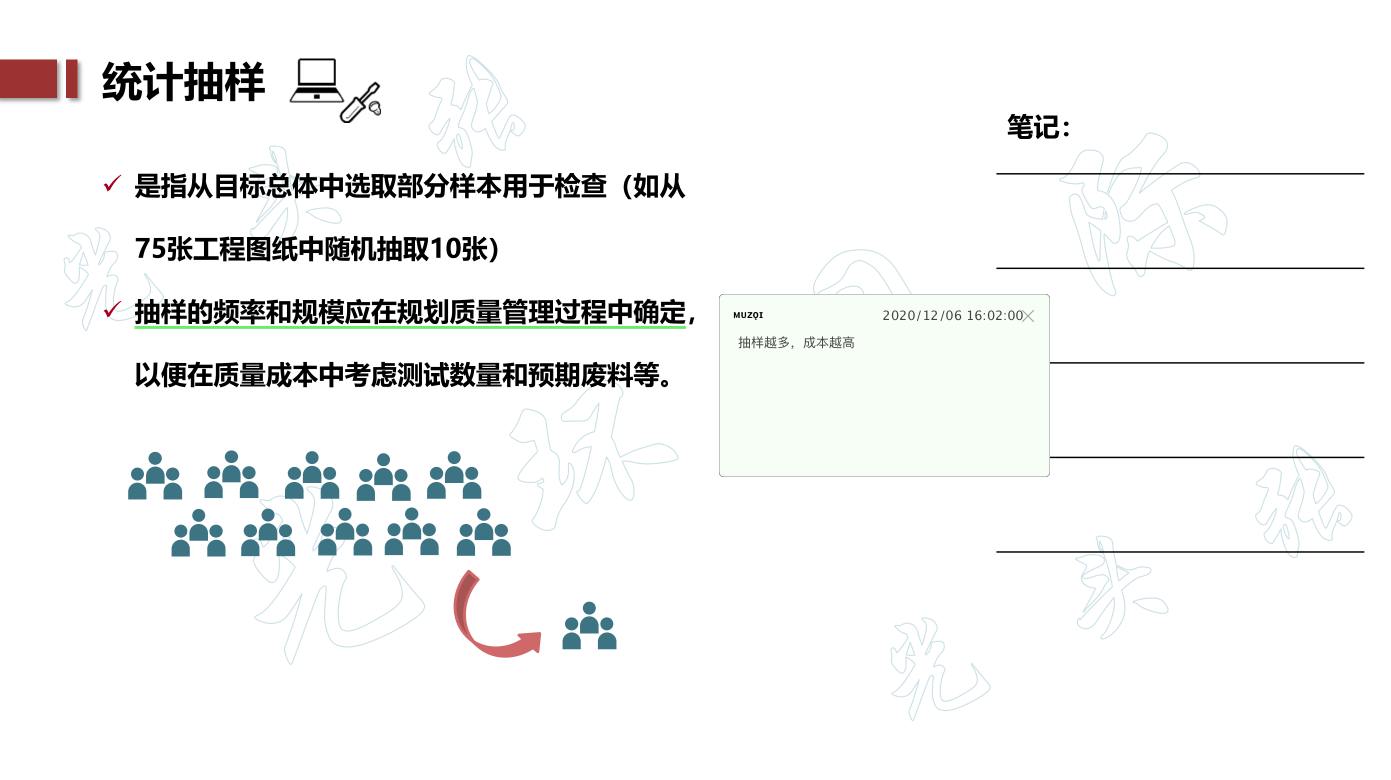 统计抽样
是指从目标总体中选取部分样本用于检查（如从
75张工程图纸中随机抽取10张）
抽样的频率和规模应在规划质量管理过程中确定，
以便在质量成本中考虑测试数量和预期废料等。
笔记：
MUZQI
2020/12/06 16:02:00
抽样越多，成本越高